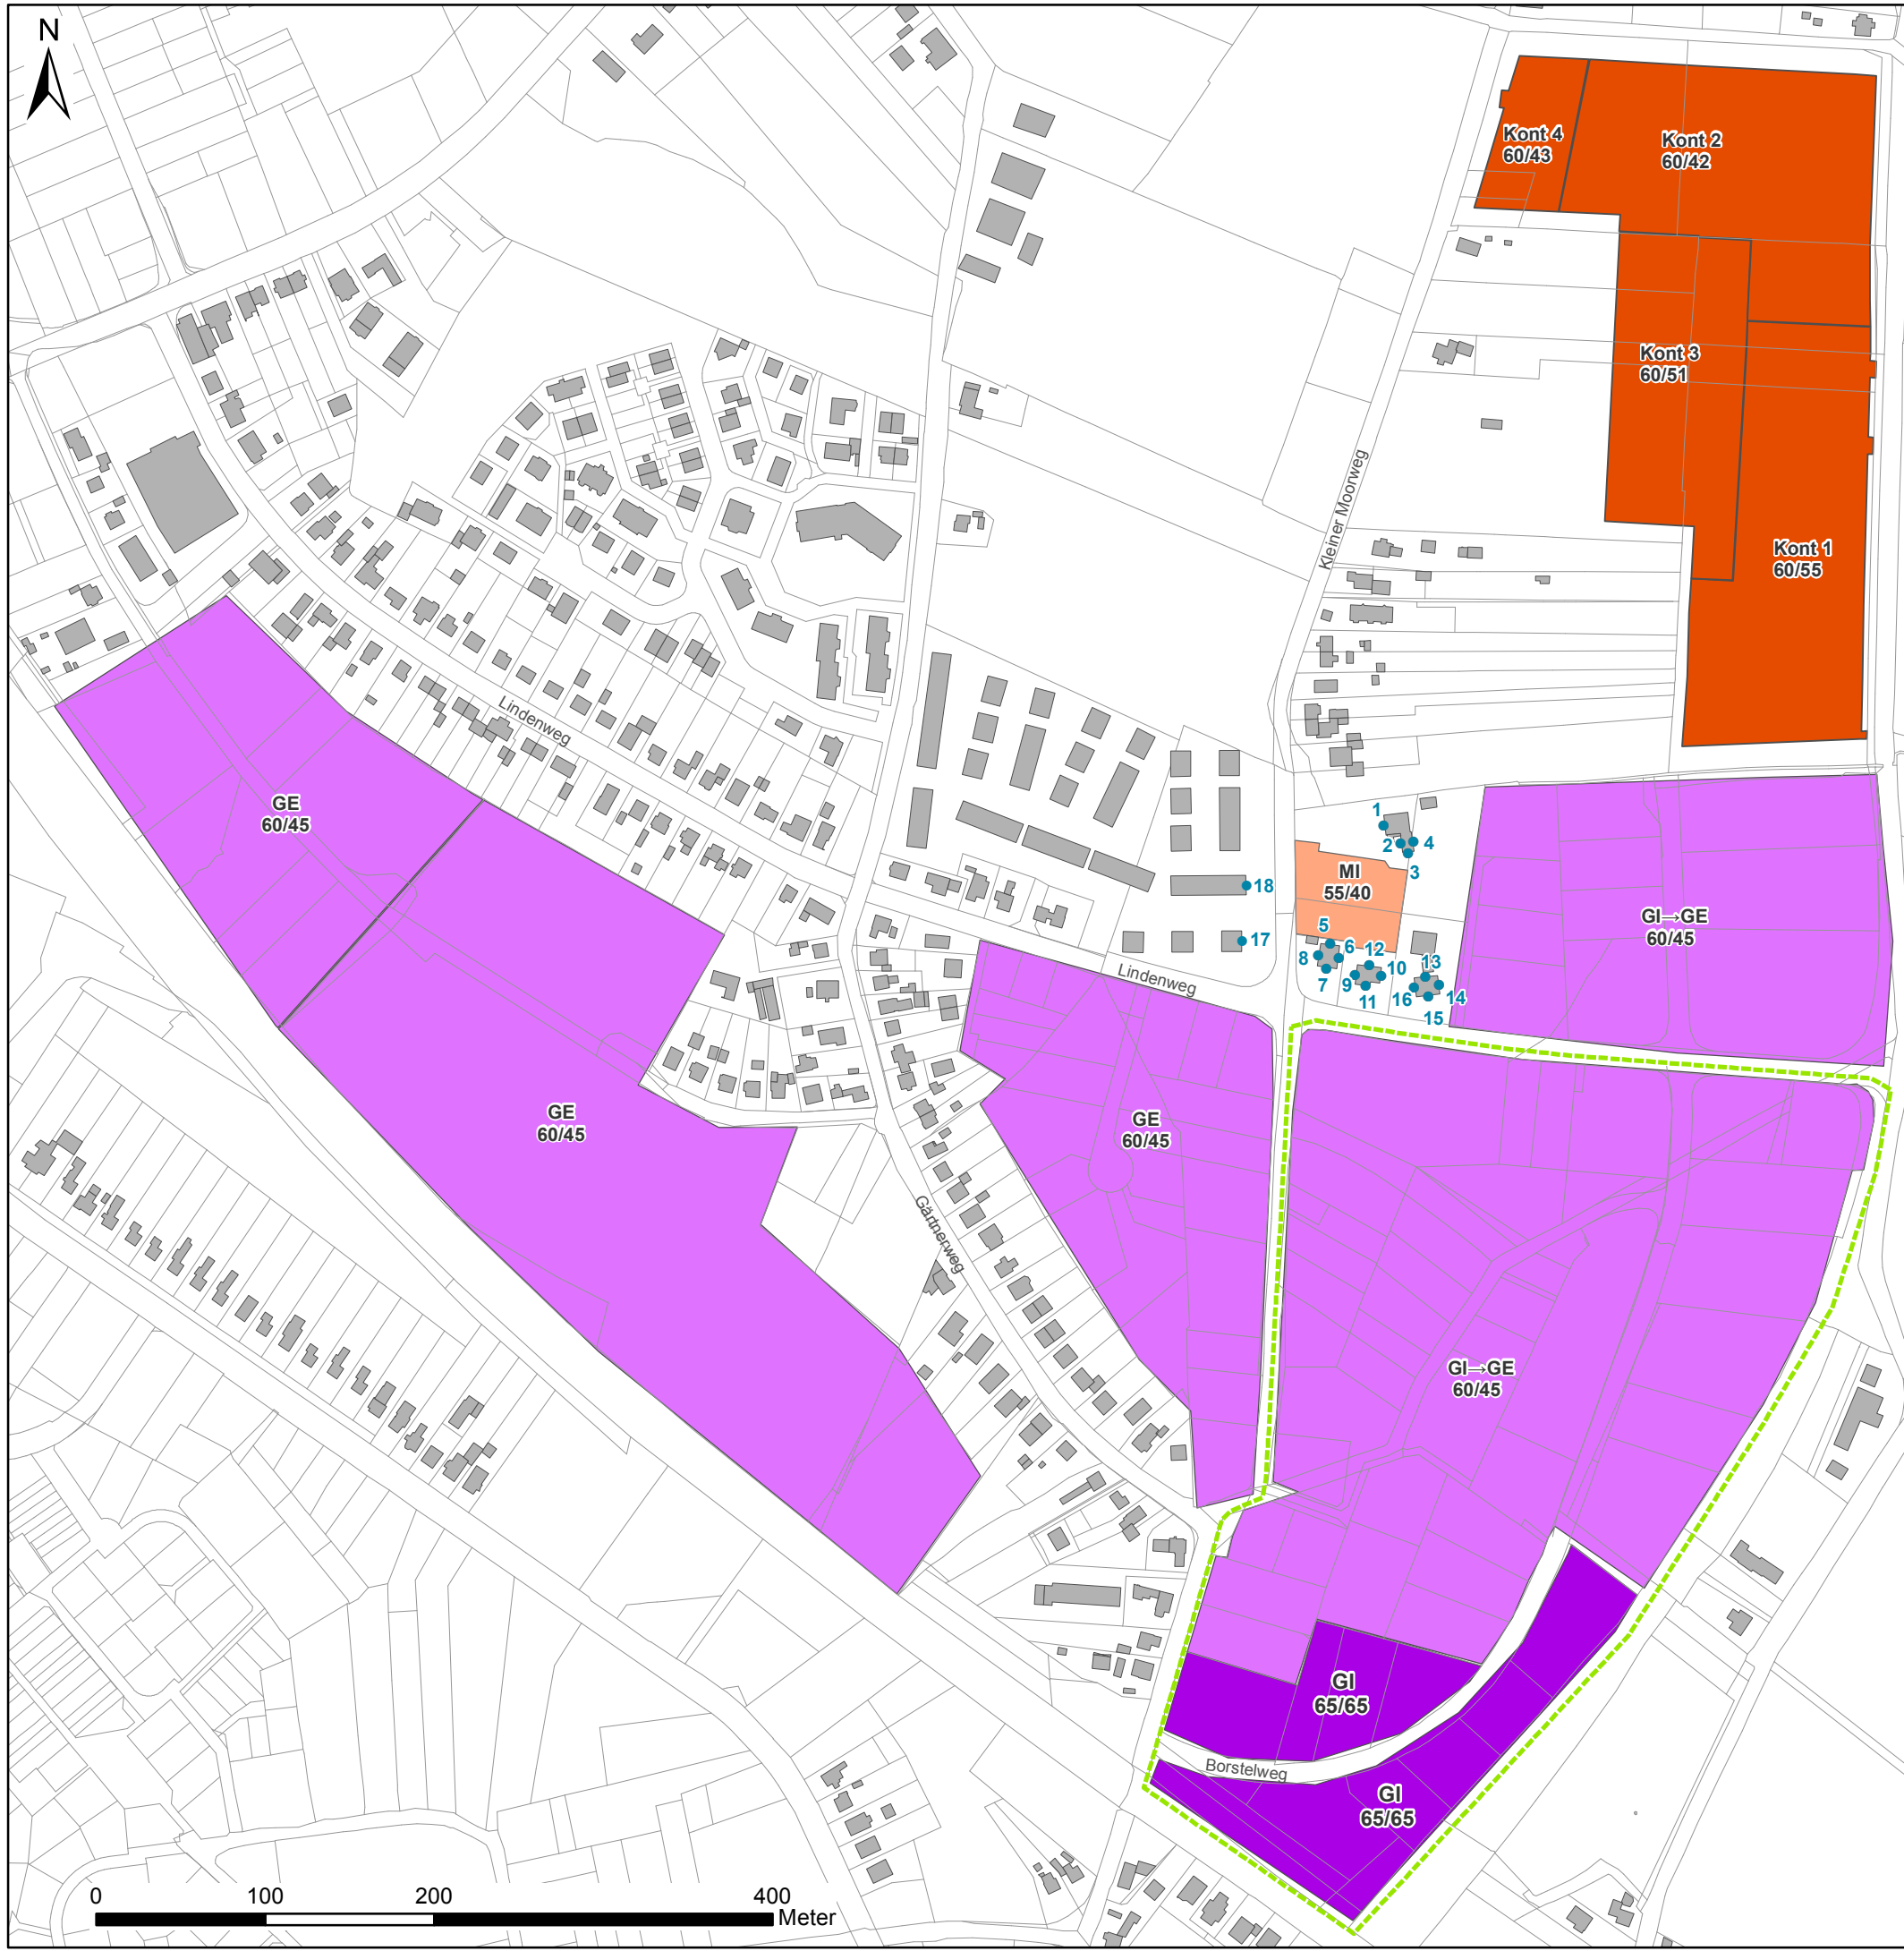 N
Kont 4
60/43
Kont 2
60/42
Kont 3
60/51
Kleiner Moorweg
Kont 1
60/55
Lindenweg
GE
60/45
1
2
4
3
MI
55/40
18
GI→GE
60/45
5
17
6
12
8
13
10
7
9
16
14
11
15
Lindenweg
GE
60/45
GE
60/45
Gärtnerweg
GI→GE
60/45
GI
65/65
Borstelweg
GI
65/65
0
100
200
400
Meter